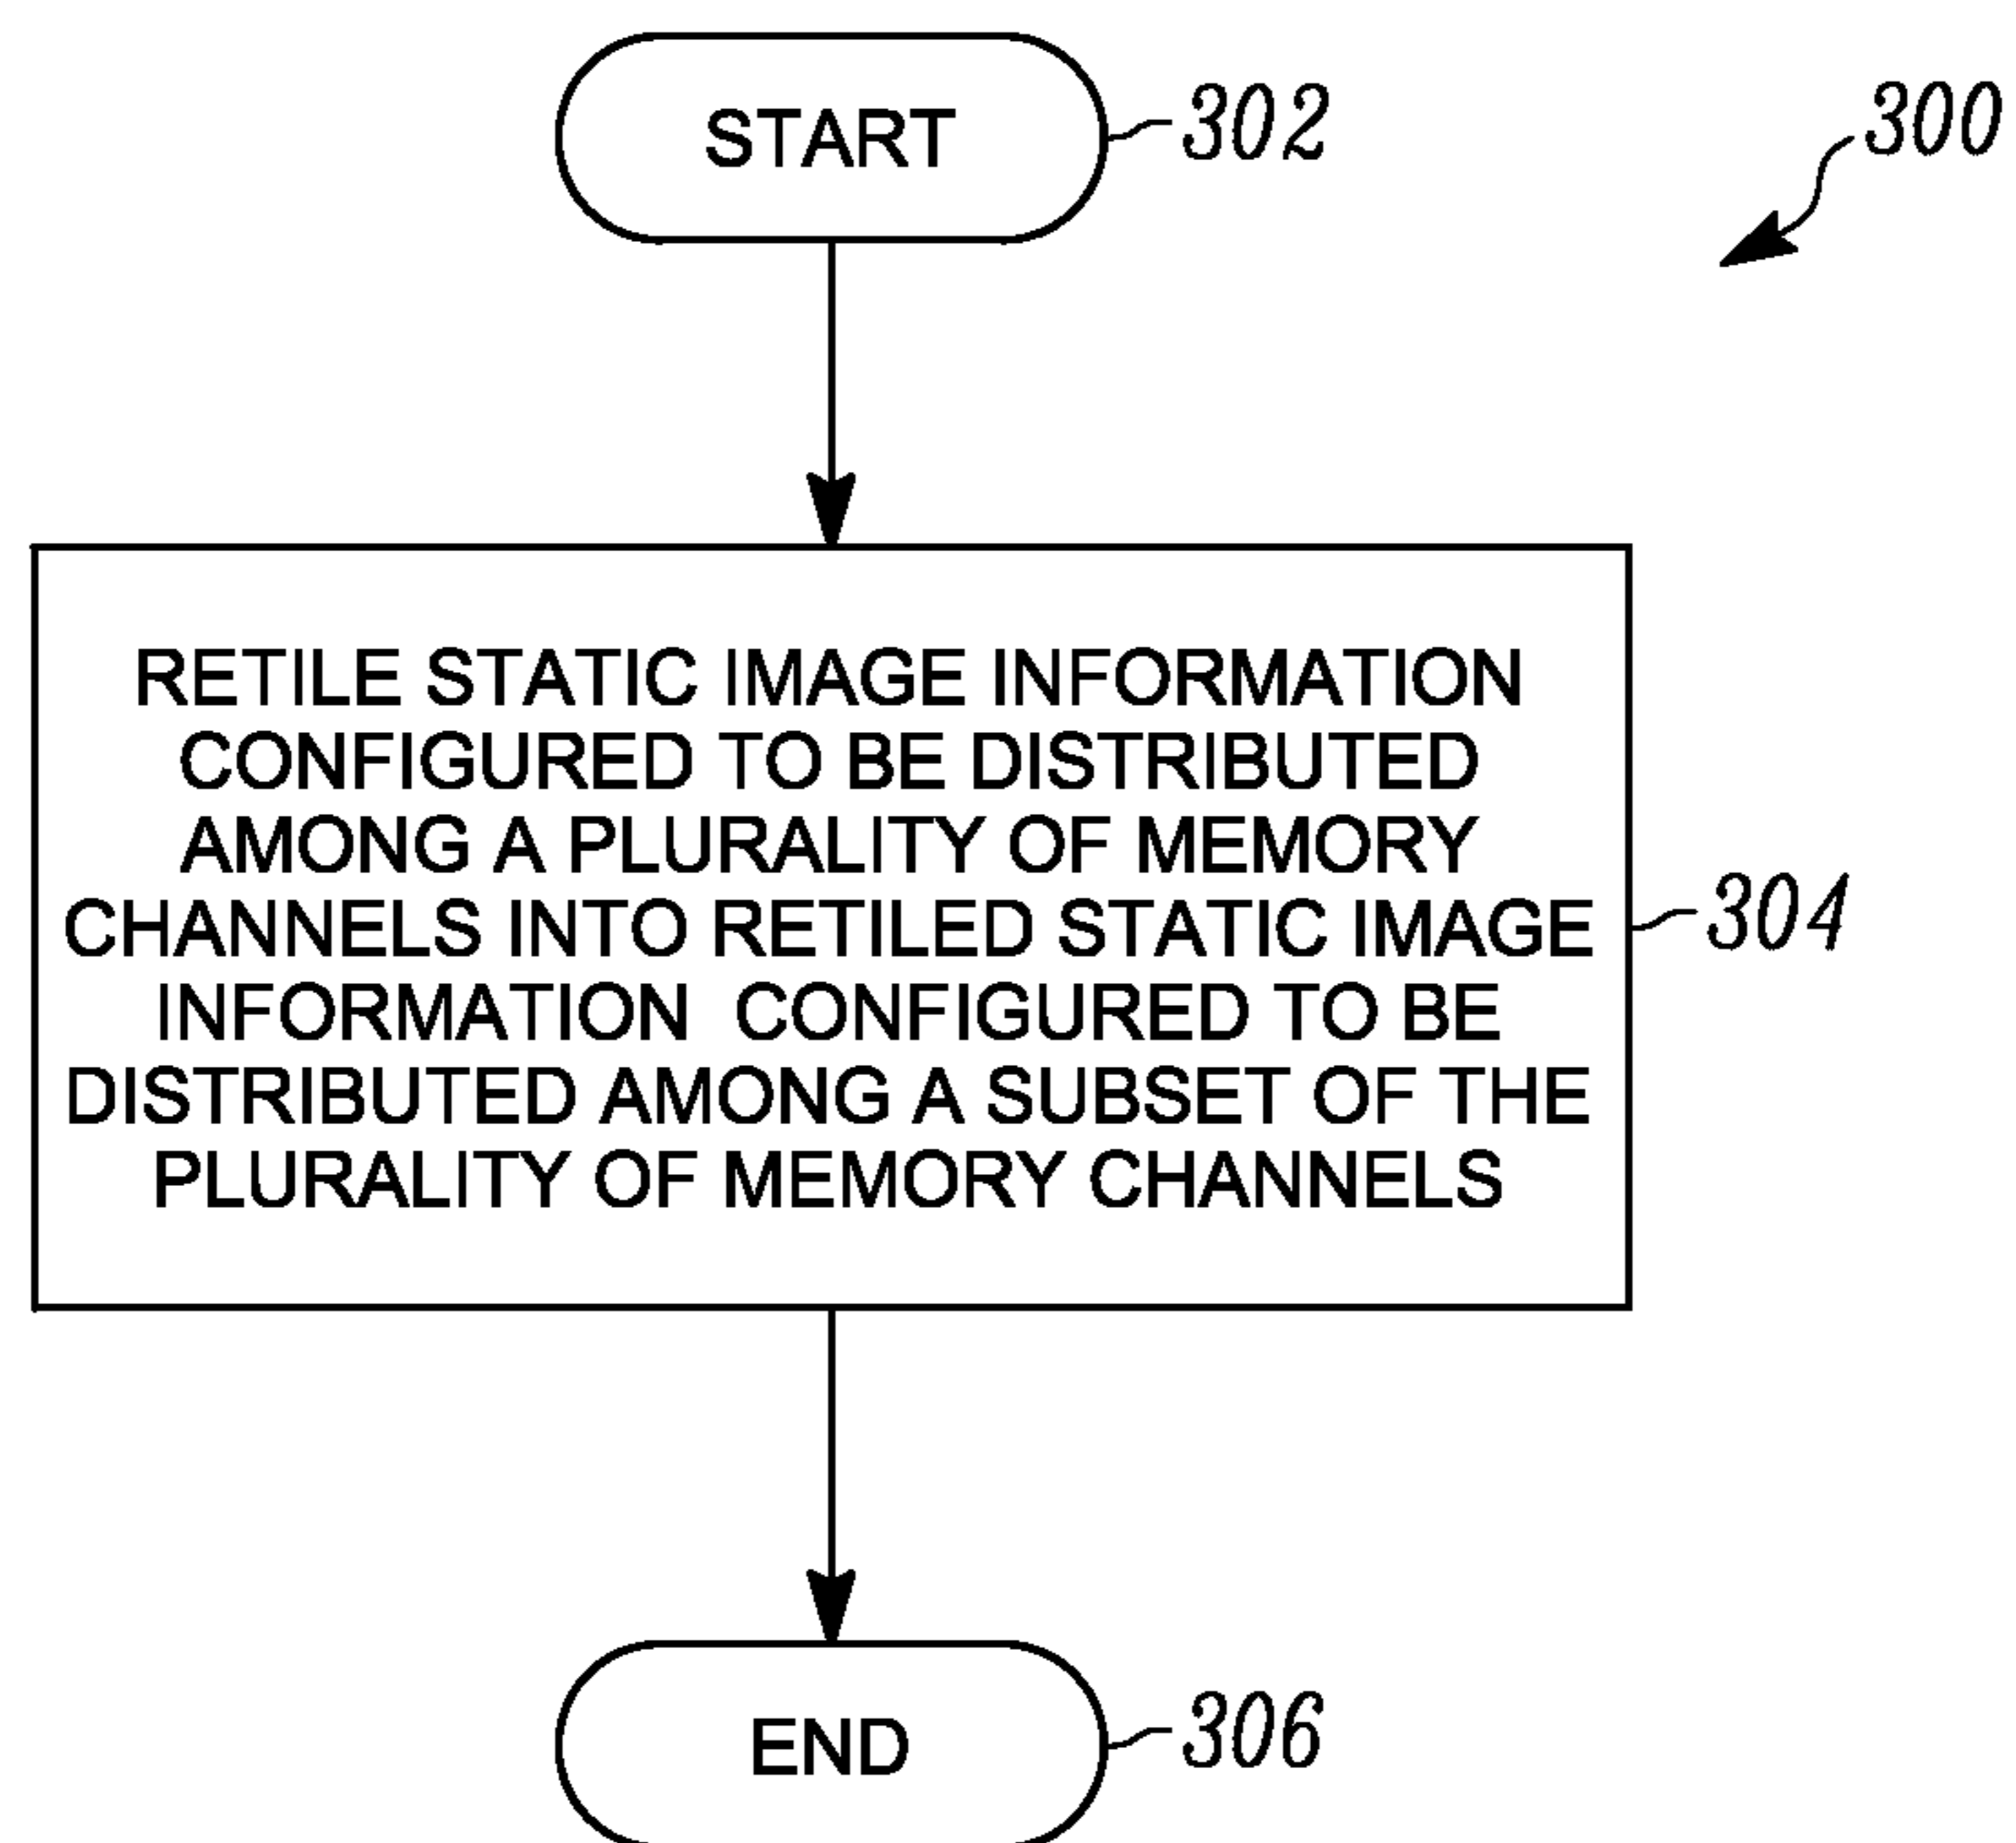 START
302
300
RETILE STATIC IMAGE INFORMATION
CONFIGURED TO BE DISTRIBUTED
AMONG A PLURALITY OF MEMORY
CHANNELS INTO RETILED STATIC IMAGE
INFORMATION CONFIGURED TO BE
DISTRIBUTED AMONG A SUBSET OF THE
PLURALITY OF MEMORY CHANNELS
304
END
306